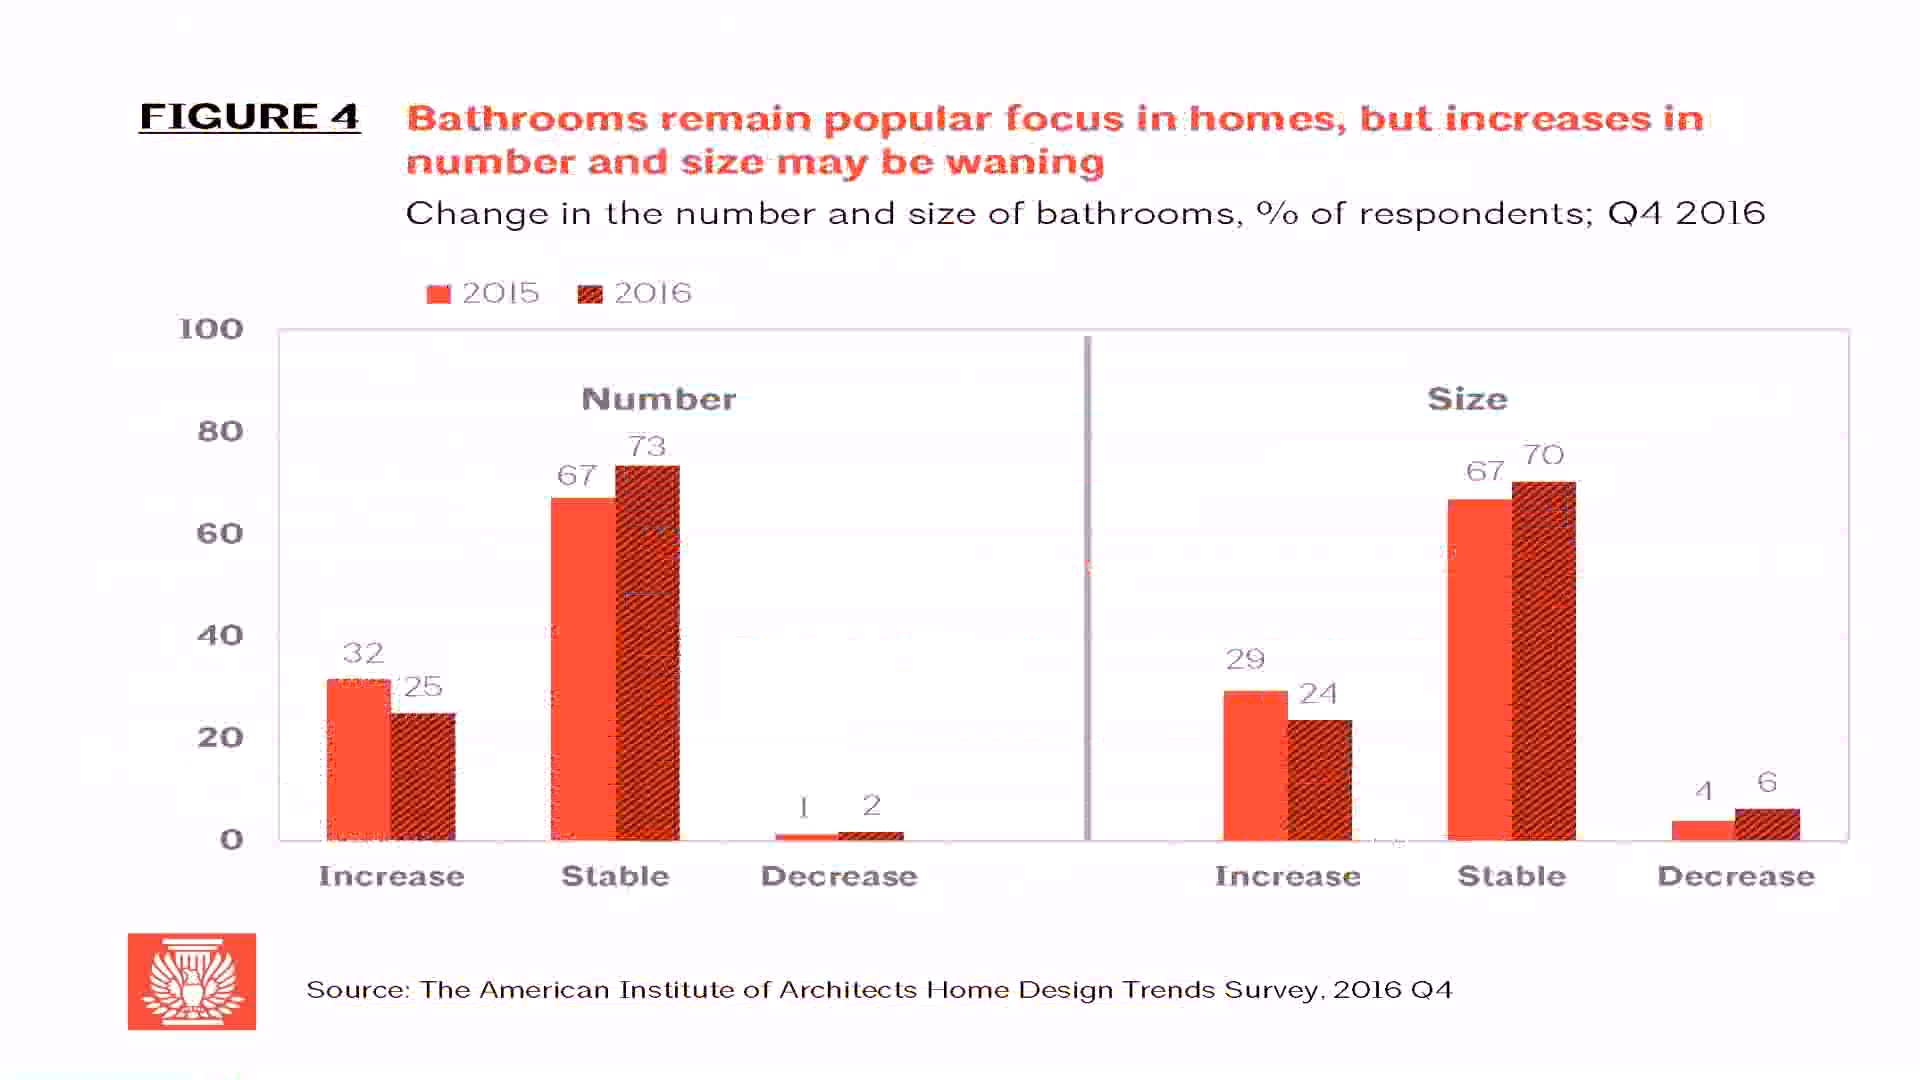 FIGURE 4
Bathrooms remain popular focus in homes, but increases in
number and size may be waning
Change in the number and size of bathrooms, % of respondents; Q4 2016
2015 2016
100
80
60
40
20
0
Number
32 25 67 73 1 2
Increase Stable Decrease
Size
29 24 67 70 4 6
Increase Stable Decrease
Source: The American Institute of Architects Home Design Trends Survey, 2016 Q4